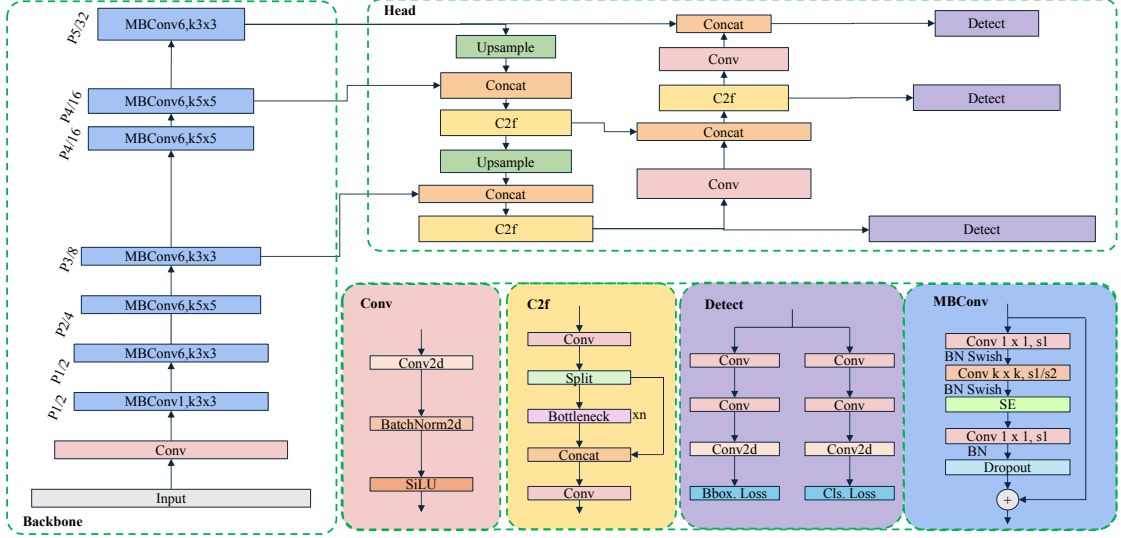 P5/32
MBConv6,k3x3
P4/16
MBConv6,k5x5
P4/16
MBConv6,k5x5
P3/8
MBConv6,k3x3
P2/4
MBConv6,k5x5
P1/2
MBConv6,k3x3
P1/2
MBConv1,k3x3
Conv
Input
Backbone
Head
Upsample
Concat
C2f
Upsample
Concat
C2f
Concat
Conv
C2f
Concat
Conv
Detect
Detect
Detect
Conv
Conv2d
BatchNorm2d
SiLU
C2f
Conv
Split
Bottleneck
xn
Concat
Conv
Detect
Conv
Conv
Conv2d
Bbox. Loss
Conv
Conv
Conv2d
Cls. Loss
MBConv
Conv 1 x 1, s1
BN Swish
Conv k x k, s1/s2
BN Swish
SE
Conv 1 x 1, s1
BN
Dropout
+